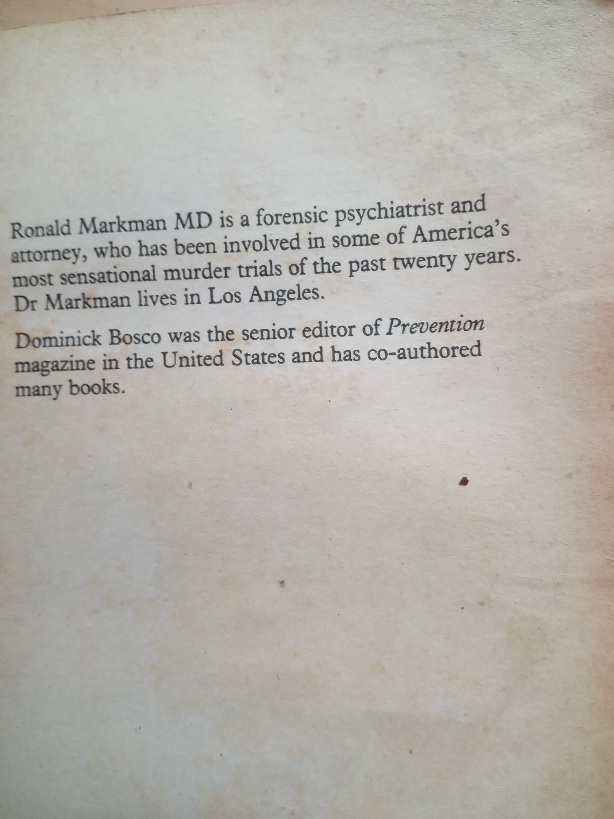 Ronald Markman MD is a forensic psychiatrist and
attorney, who has been involved in some of America's
most sensational murder trials of the past twenty years.
Dr Markman lives in Los Angeles.
Dominick Bosco was the senior editor of Prevention
magazine in the United States and has co-authored
many books.